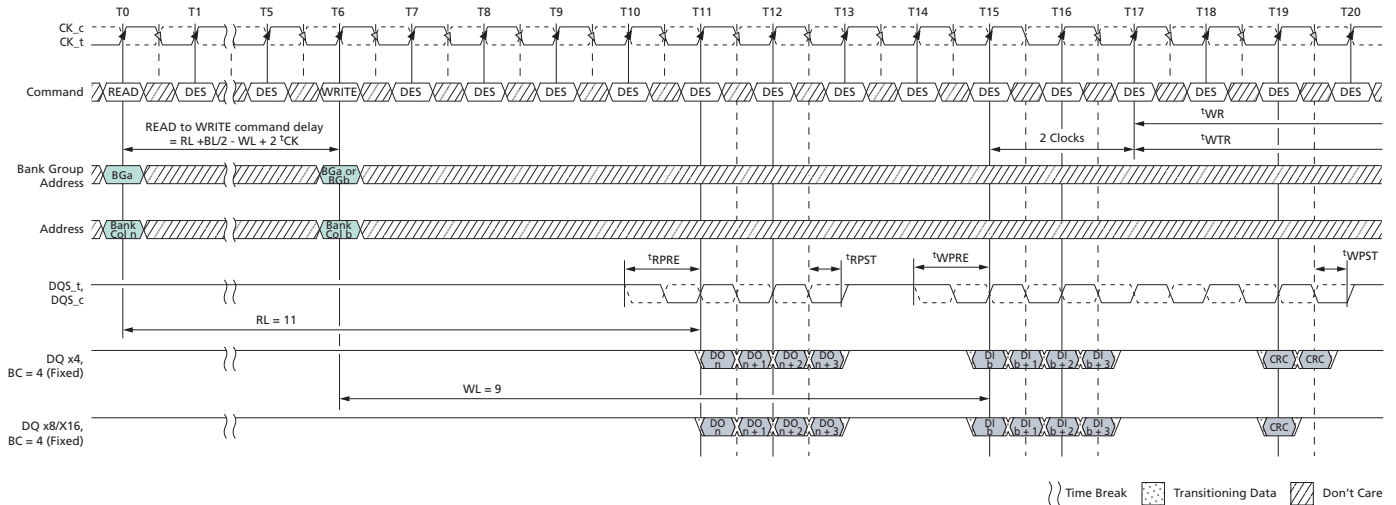 T0 T1 T5 T6 T7 T8 T9 T10 T11 T12 T13 T14 T15 T16 T17 T18 T19 T20
CK_c
CK_t
Command READ DES DES WRITE DES DES DES DES DES DES DES DES DES DES DES DES DES DES
READ to WRITE command delay
= RL +BL/2 - WL + 2 tCK
tWR
2 Clocks
tWTR
Bank Group
Address
BGa
BGa or
BGb
Address
Bank
Col n
Bank
Col b
tRPRE
tRPST
tWPRE
tWPST
DQS_t,
DQS_c
RL = 11
DQ x4,
BC = 4 (Fixed)
DO
n
DO
n + 1
DO
n + 2
DO
n + 3
DI
b
DI
b + 1
DI
b + 2
DI
b + 3
CRC CRC
WL = 9
DQ x8/X16,
BC = 4 (Fixed)
DO
n
DO
n + 1
DO
n + 2
DO
n + 3
DI
b
DI
b + 1
DI
b + 2
DI
b + 3
CRC
Time Break
Transitioning Data
Don't Care